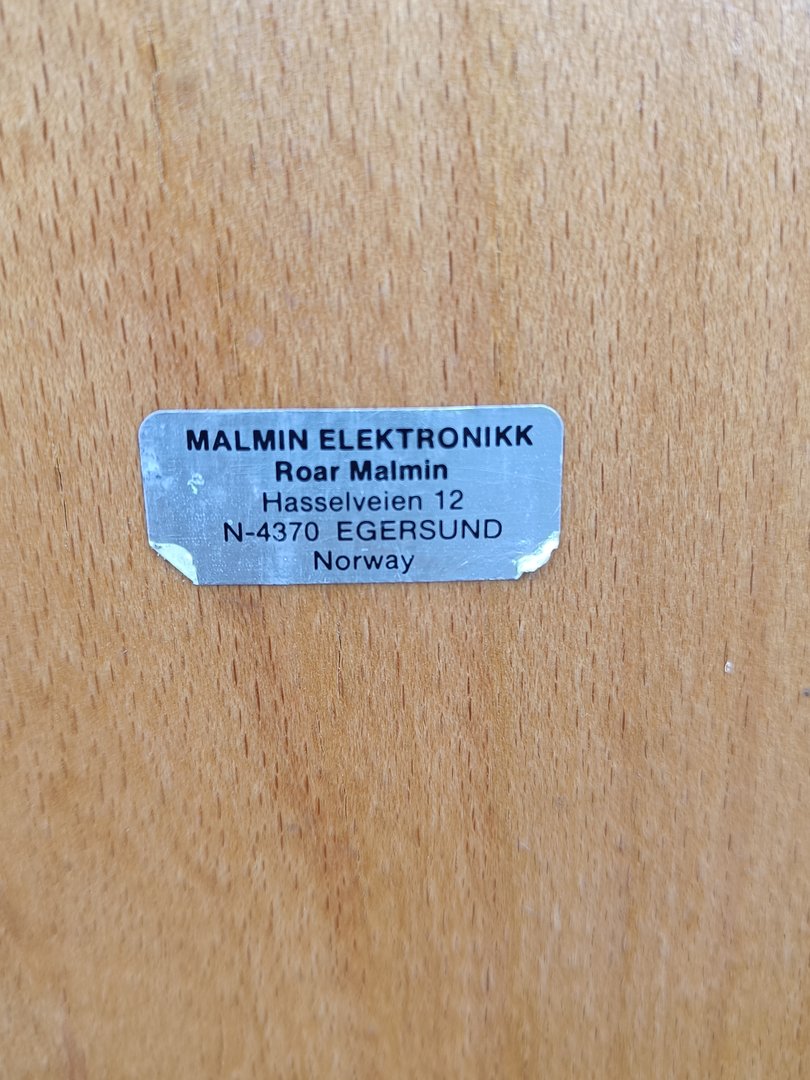 MALMIN ELEKTRONIKK
Roar Malmin
Hasselveien 12
N-4370 EGERSUND
Norway